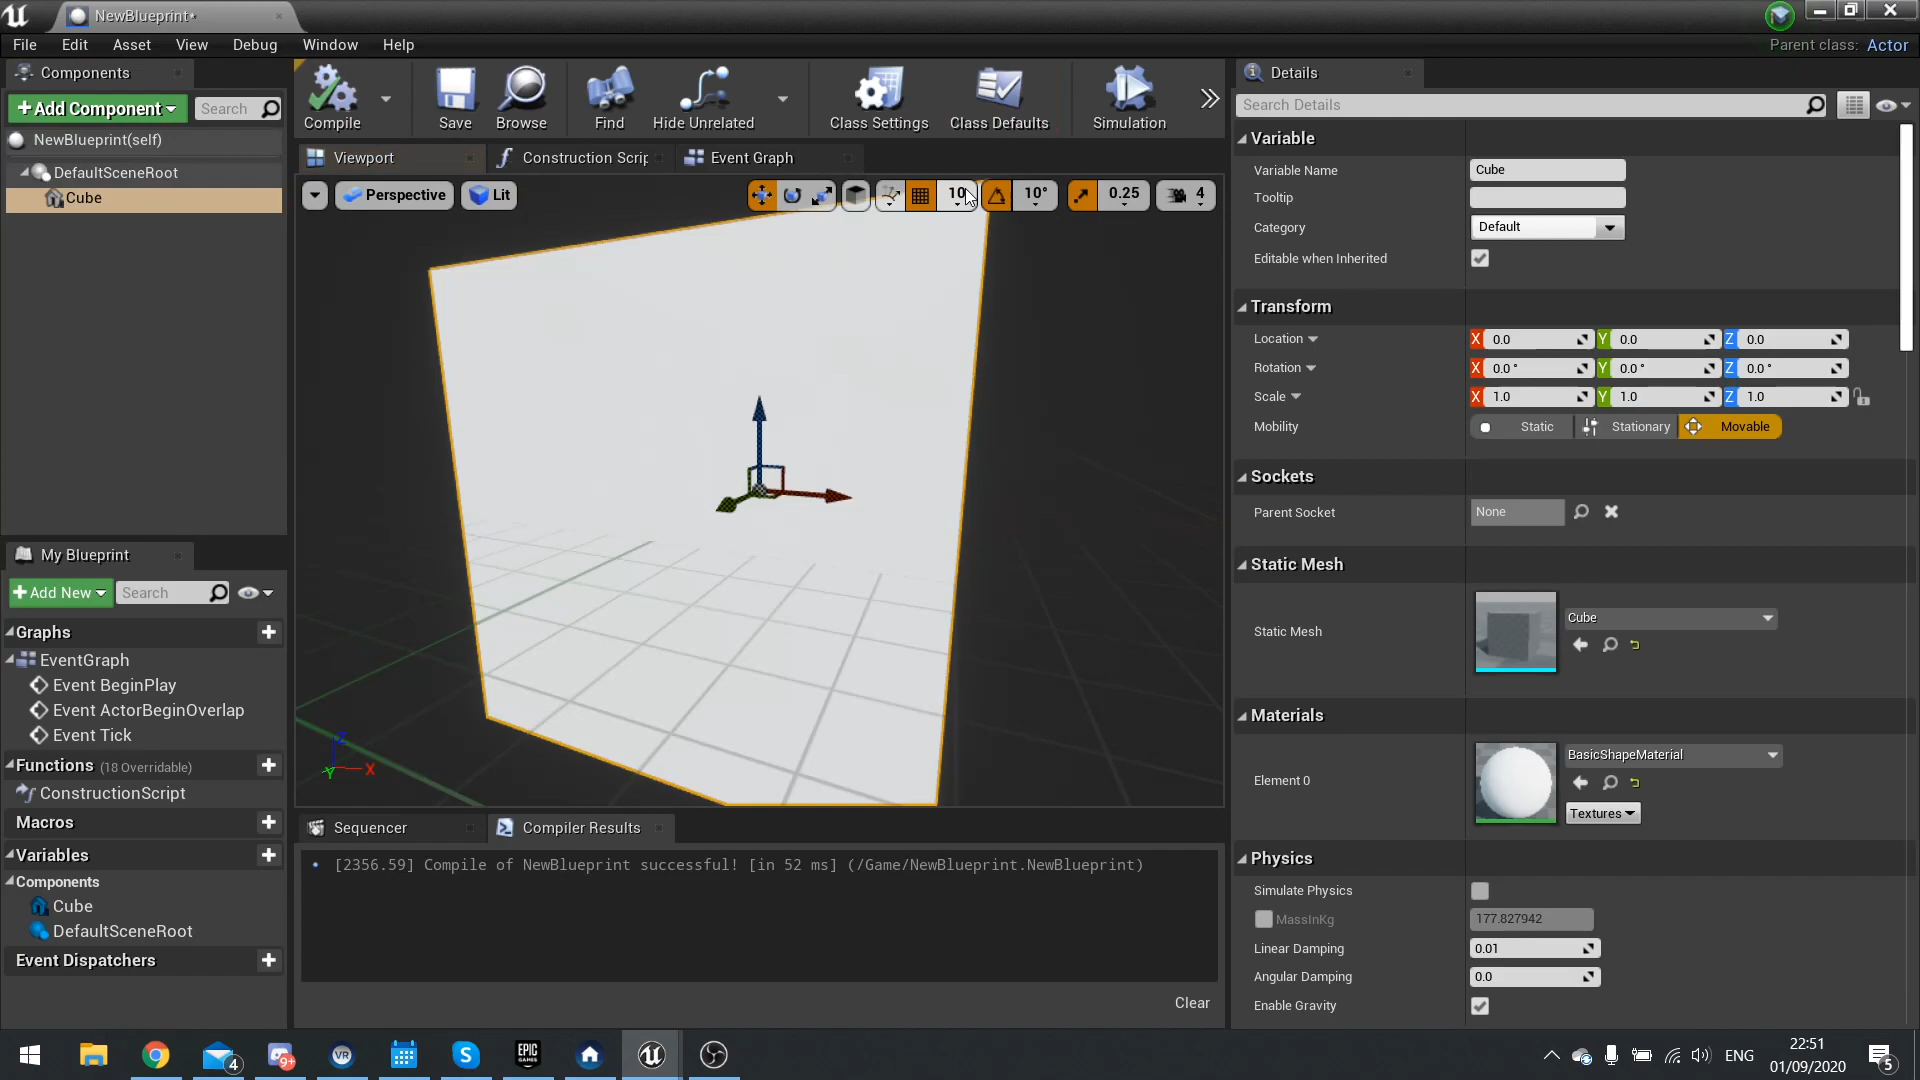 NewBlueprint*
File Edit Asset View Debug Window Help
Parent class: Actor
Components
+Add Component
Search
NewBlueprint(self)
DefaultSceneRoot
Cube
Compile
Save
Browse
Find
Hide Unrelated
Class Settings
Class Defaults
Simulation
Viewport
Construction Scrip
Event Graph
Perspective
Lit
10
10°
0.25
4
X
Y
Z
My Blueprint
+Add New
Search
Graphs
EventGraph
Event BeginPlay
Event ActorBeginOverlap
Event Tick
Functions (18 Overridable)
ConstructionScript
Macros
Variables
Components
Cube
DefaultSceneRoot
Event Dispatchers
Sequencer
Compiler Results
[2356.59] Compile of NewBlueprint successful! [in 52 ms] (/Game/NewBlueprint.NewBlueprint)
Clear
Details
Search Details
Variable
Variable Name Cube
Tooltip
Category Default
Editable when Inherited
Transform
Location X 0.0 Y 0.0 Z 0.0
Rotation X 0.0 ° Y 0.0 ° Z 0.0 °
Scale X 1.0 Y 1.0 Z 1.0
Mobility Static Stationary Movable
Sockets
Parent Socket None
Static Mesh
Static Mesh Cube
Materials
Element 0 BasicShapeMaterial
Textures
Physics
Simulate Physics
MassInKg 177.827942
Linear Damping 0.01
Angular Damping 0.0
Enable Gravity
4
9+
VR
S
EPIC
GAMES
ENG
22:51
01/09/2020
5